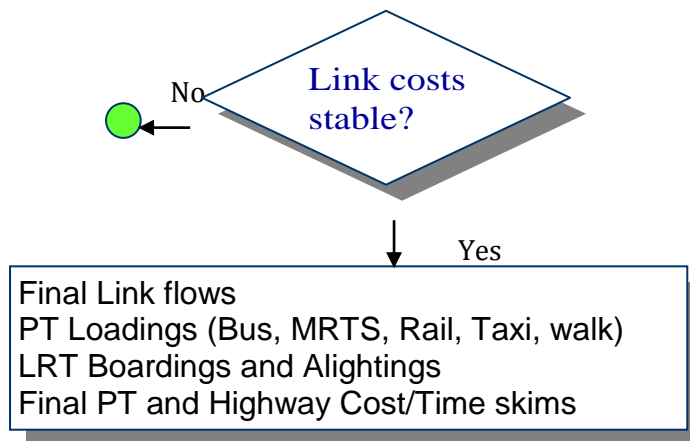 No
Link costs
stable?
Yes
Final Link flows
PT Loadings (Bus, MRTS, Rail, Taxi, walk)
LRT Boardings and Alightings
Final PT and Highway Cost/Time skims